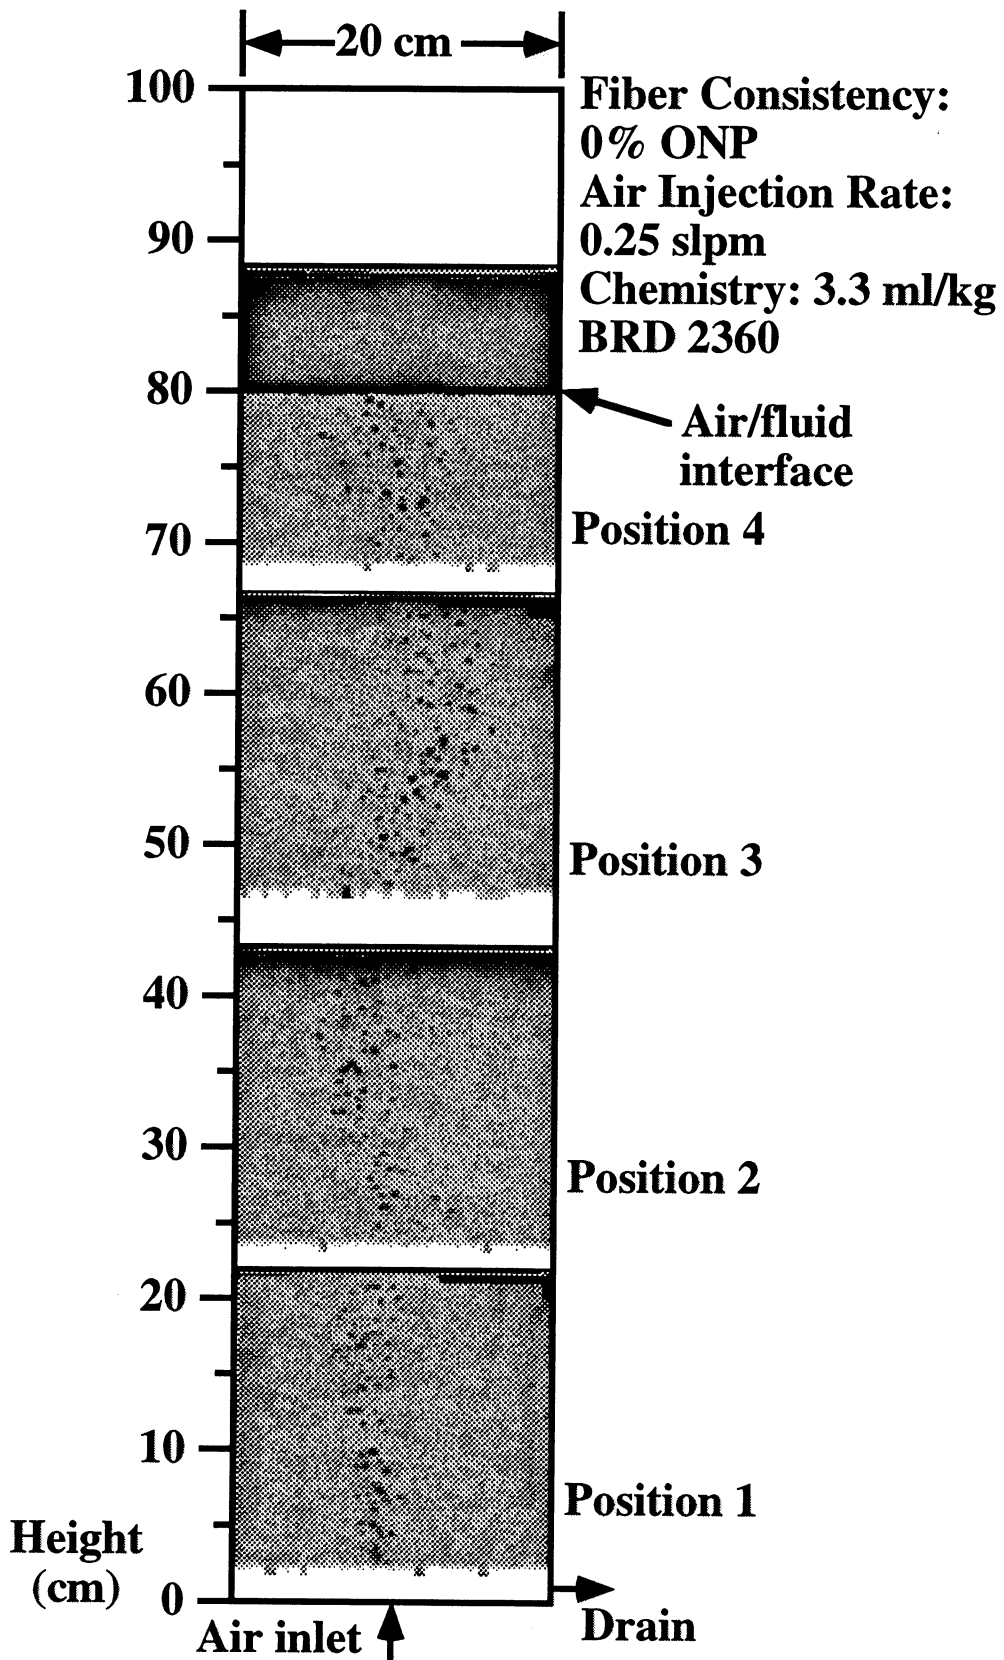 20 cm
100
Fiber Consistency:
0% ONP
Air Injection Rate:
90
0.25 slpm
Chemistry: 3.3 ml/kg
BRD 2360
80
Air/fluid
interface
Position 4
70
60
50
Position 3
40
30
Position 2
20
10
Position 1
Height
(cm)
0
Drain
Air inlet